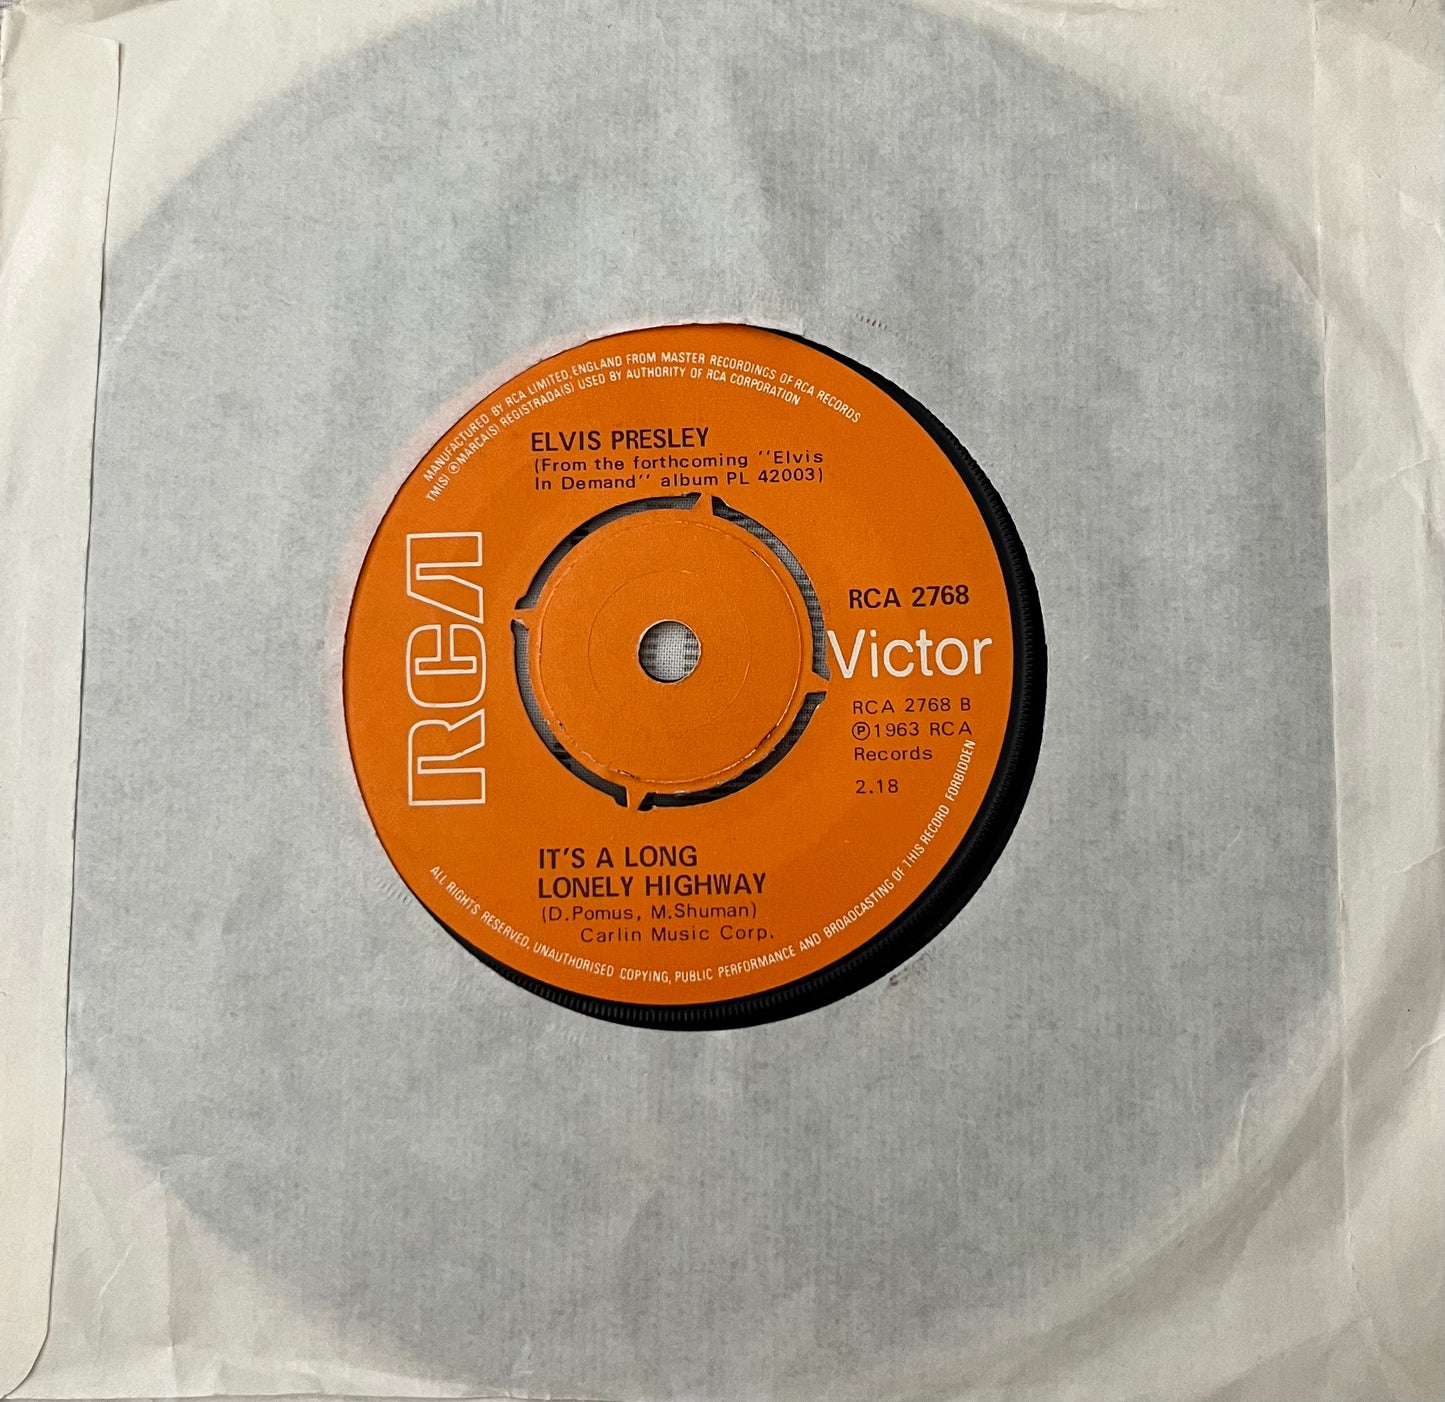 MANUFACTURED BY RCA LIMITED, ENGLAND FROM MASTER RECORDINGS OF RCA RECORDS
TM(S) ® MARCA(S) REGISTRADA(S) USED BY AUTHORITY OF RCA CORPORATION
ELVIS PRESLEY
(From the forthcoming "Elvis
In Demand" album PL 42003)
RCA
RCA 2768
Victor
RCA 2768 B
Ⓟ1963 RCA
Records
2.18
IT'S A LONG
LONELY HIGHWAY
(D.Pomus, M.Shuman)
Carlin Music Corp.
ALL RIGHTS RESERVED. UNAUTHORISED COPYING, PUBLIC PERFORMANCE AND BROADCASTING OF THIS RECORD FORBIDDEN